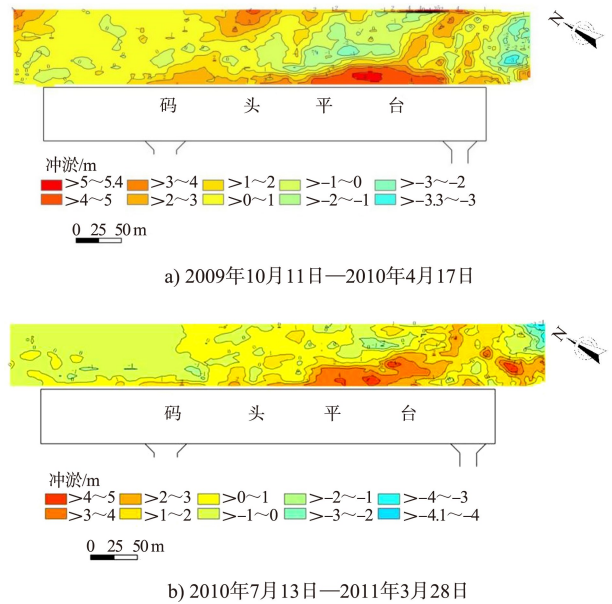 N
码 头 平 台
冲淤/m
>5～5.4 >3～4 >1～2 >-1～0 >-3～-2
>4～5 >2～3 >0～1 >-2～-1 >-3.3～-3
0 25 50 m
a) 2009年10月11日—2010年4月17日
N
码 头 平 台
冲淤/m
>4～5 >2～3 >0～1 >-2～-1 >-4～-3
>3～4 >1～2 >-1～0 >-3～-2 >-4.1～-4
0 25 50 m
b) 2010年7月13日—2011年3月28日